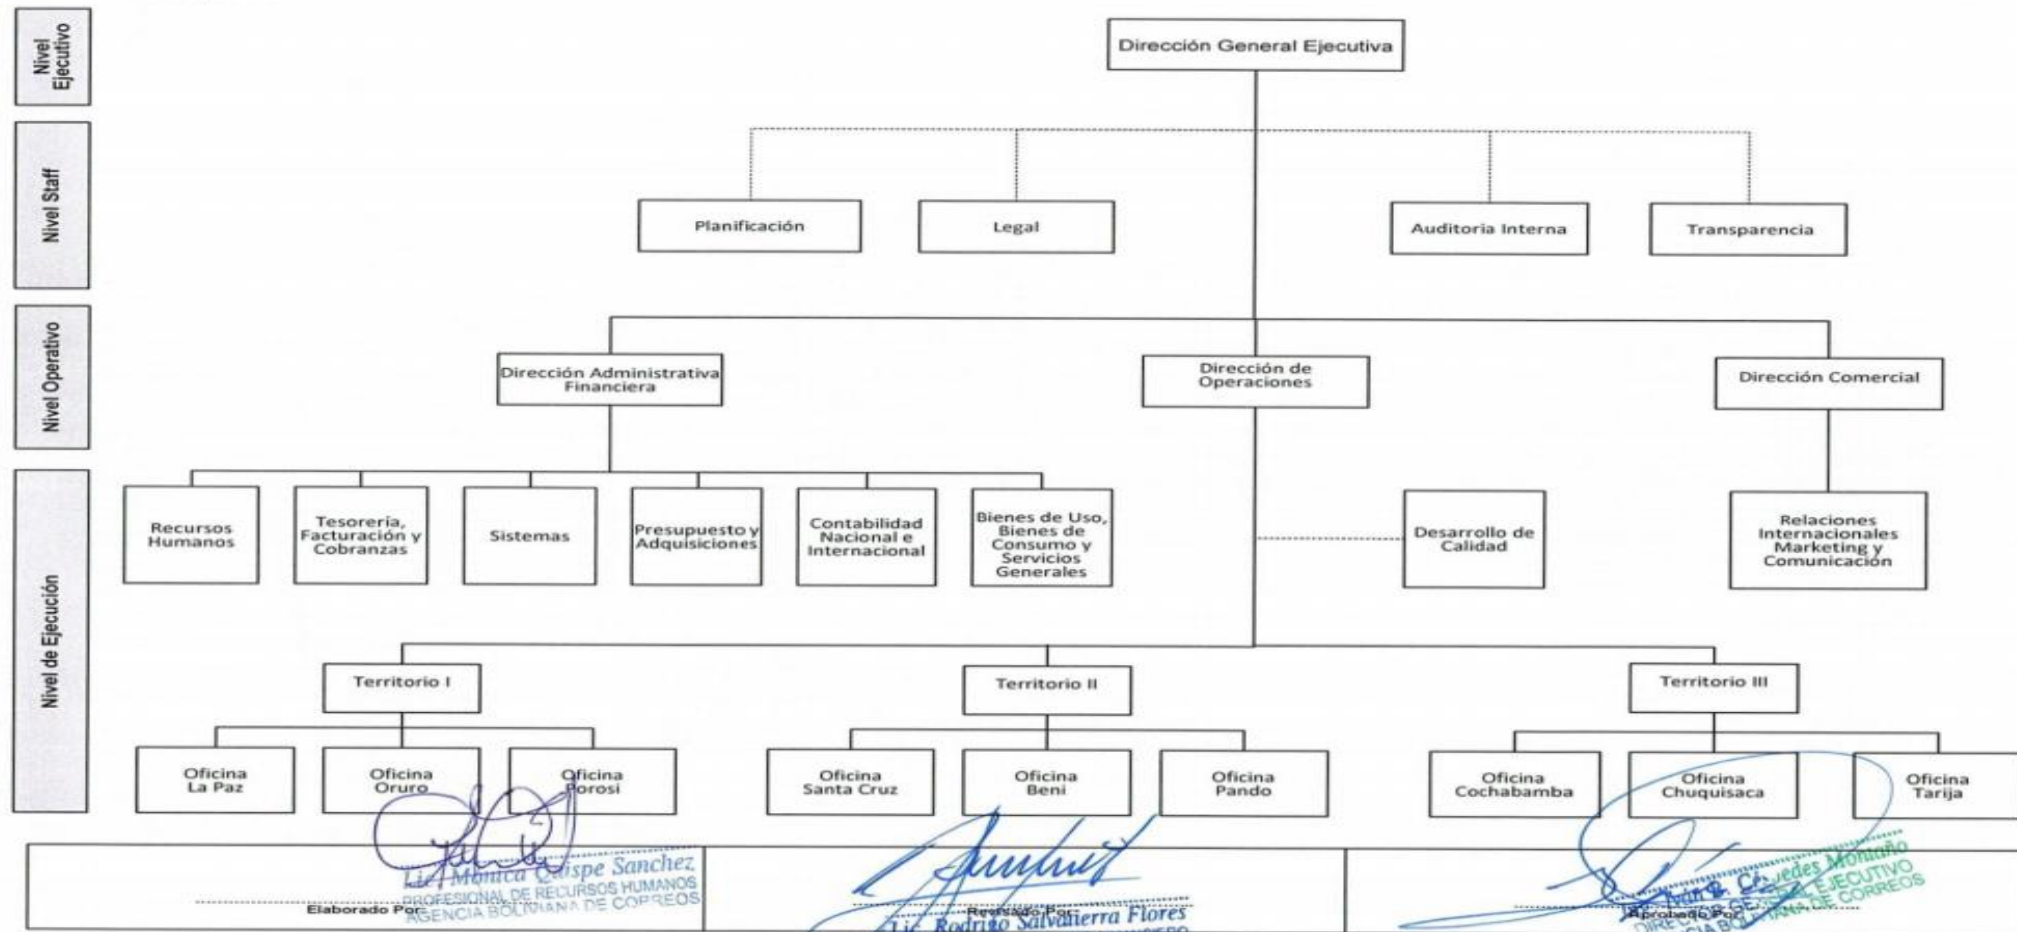 Nivel
Ejecutivo
Dirección General Ejecutiva
Nivel Staff
Planificación
Legal
Auditoria Interna
Transparencia
Nivel Operativo
Dirección Administrativa
Financiera
Dirección de
Operaciones
Dirección Comercial
Nivel de Ejecución
Recursos
Humanos
Tesorería,
Facturación y
Cobranzas
Sistemas
Presupuesto y
Adquisiciones
Contabilidad
Nacional e
Internacional
Bienes de Uso,
Bienes de
Consumo y
Servicios
Generales
Desarrollo de
Calidad
Relaciones
Internacionales
Marketing y
Comunicación
Territorio I
Territorio II
Territorio III
Oficina
La Paz
Oficina
Oruro
Oficina
Porosi
Oficina
Santa Cruz
Oficina
Beni
Oficina
Pando
Oficina
Cochabamba
Oficina
Chuquisaca
Oficina
Tarija
Lic. Monica Quispe Sanchez
PROFESIONAL DE RECURSOS HUMANOS
AGENCIA BOLIVIANA DE CORREOS
Elaborado Por
Revisado Por
Lic. Rodrigo Salvatierra Flores
Montaño
EJECUTIVO
DE CORREOS
Aprobado Por